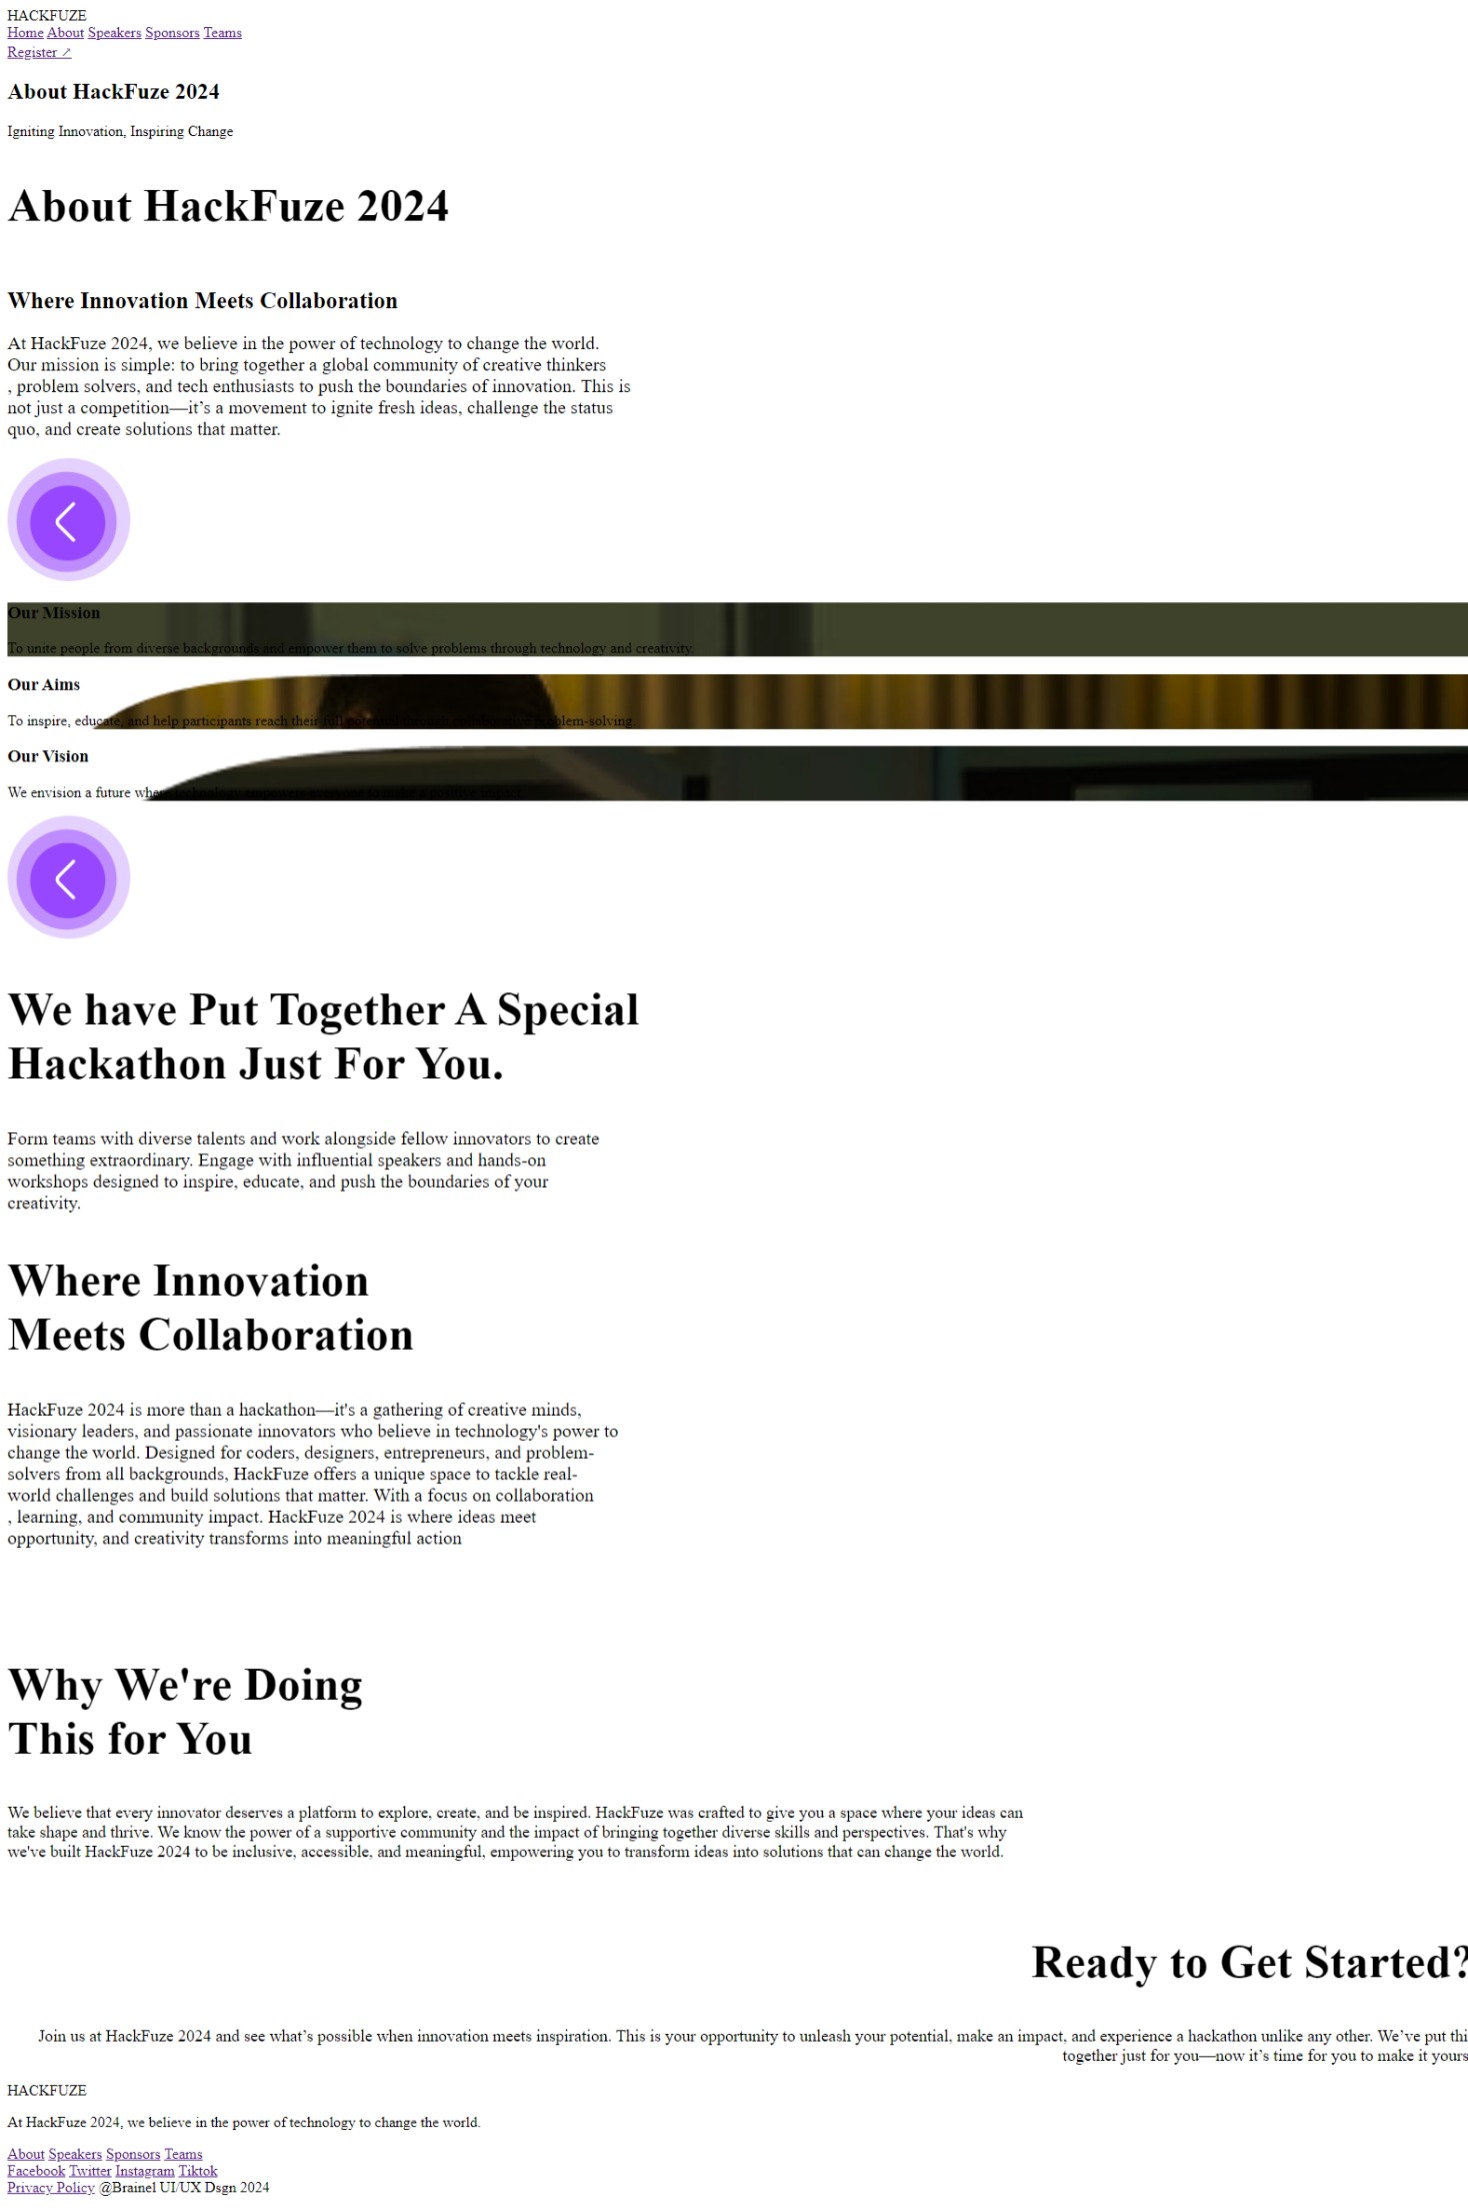 HACKFUZE
Home About Speakers Sponsors Teams
Register ↗
About HackFuze 2024
Igniting Innovation, Inspiring Change
About HackFuze 2024
Where Innovation Meets Collaboration
At HackFuze 2024, we believe in the power of technology to change the world.
Our mission is simple: to bring together a global community of creative thinkers
, problem solvers, and tech enthusiasts to push the boundaries of innovation. This is
not just a competition—it’s a movement to ignite fresh ideas, challenge the status
quo, and create solutions that matter.
Our Mission
To unite people from diverse backgrounds and empower them to solve problems through technology and creativity.
Our Aims
To inspire, educate, and help participants reach their full potential through collaborative problem-solving.
Our Vision
We envision a future where technology empowers everyone to make a positive impact.
We have Put Together A Special
Hackathon Just For You.
Form teams with diverse talents and work alongside fellow innovators to create
something extraordinary. Engage with influential speakers and hands-on
workshops designed to inspire, educate, and push the boundaries of your
creativity.
Where Innovation
Meets Collaboration
HackFuze 2024 is more than a hackathon—it's a gathering of creative minds,
visionary leaders, and passionate innovators who believe in technology's power to
change the world. Designed for coders, designers, entrepreneurs, and problem-
solvers from all backgrounds, HackFuze offers a unique space to tackle real-
world challenges and build solutions that matter. With a focus on collaboration
, learning, and community impact. HackFuze 2024 is where ideas meet
opportunity, and creativity transforms into meaningful action
Why We're Doing
This for You
We believe that every innovator deserves a platform to explore, create, and be inspired. HackFuze was crafted to give you a space where your ideas can
take shape and thrive. We know the power of a supportive community and the impact of bringing together diverse skills and perspectives. That's why
we've built HackFuze 2024 to be inclusive, accessible, and meaningful, empowering you to transform ideas into solutions that can change the world.
Ready to Get Started?
Join us at HackFuze 2024 and see what’s possible when innovation meets inspiration. This is your opportunity to unleash your potential, make an impact, and experience a hackathon unlike any other. We’ve put thi
together just for you—now it’s time for you to make it yours
HACKFUZE
At HackFuze 2024, we believe in the power of technology to change the world.
About Speakers Sponsors Teams
Facebook Twitter Instagram Tiktok
Privacy Policy @Brainel UI/UX Dsgn 2024